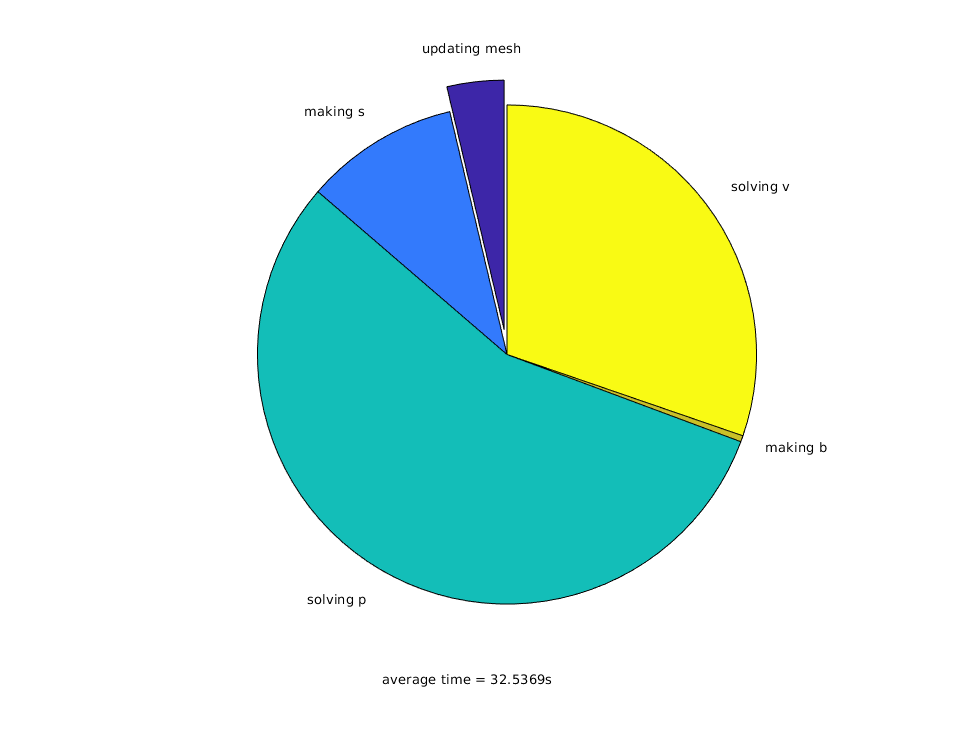 updating mesh
making s
solving v
making b
solving p
average time = 32.5369s